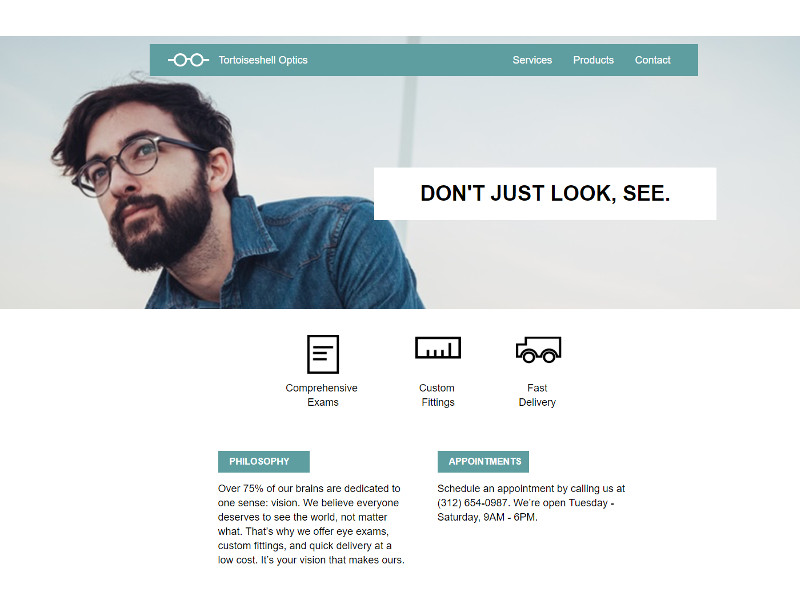 Tortoiseshell Optics
Services
Products
Contact
DON'T JUST LOOK, SEE.
Comprehensive
Exams
Custom
Fittings
Fast
Delivery
PHILOSOPHY
Over 75% of our brains are dedicated to
one sense: vision. We believe everyone
deserves to see the world, not matter
what. That's why we offer eye exams,
custom fittings, and quick delivery at a
low cost. It's your vision that makes ours.
APPOINTMENTS
Schedule an appointment by calling us at
(312) 654-0987. We're open Tuesday -
Saturday, 9AM - 6PM.